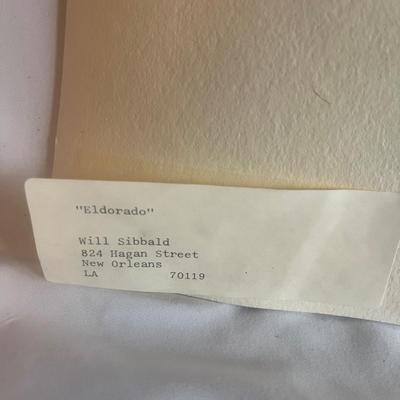 "Eldorado"
Will Sibbald
824 Hagan Street
New Orleans
LA 70119